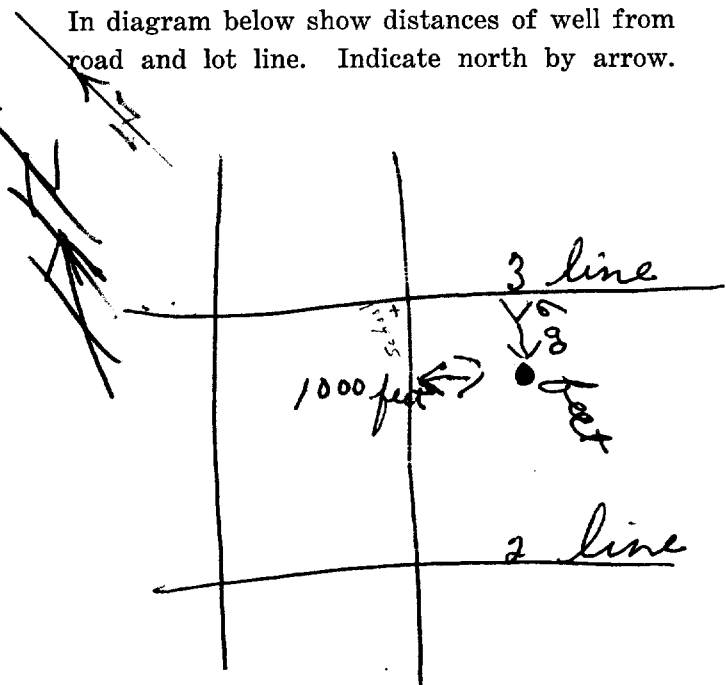 In diagram below show distances of well from
road and lot line. Indicate north by arrow.
N
3 line
1000 feet
feet
2 line